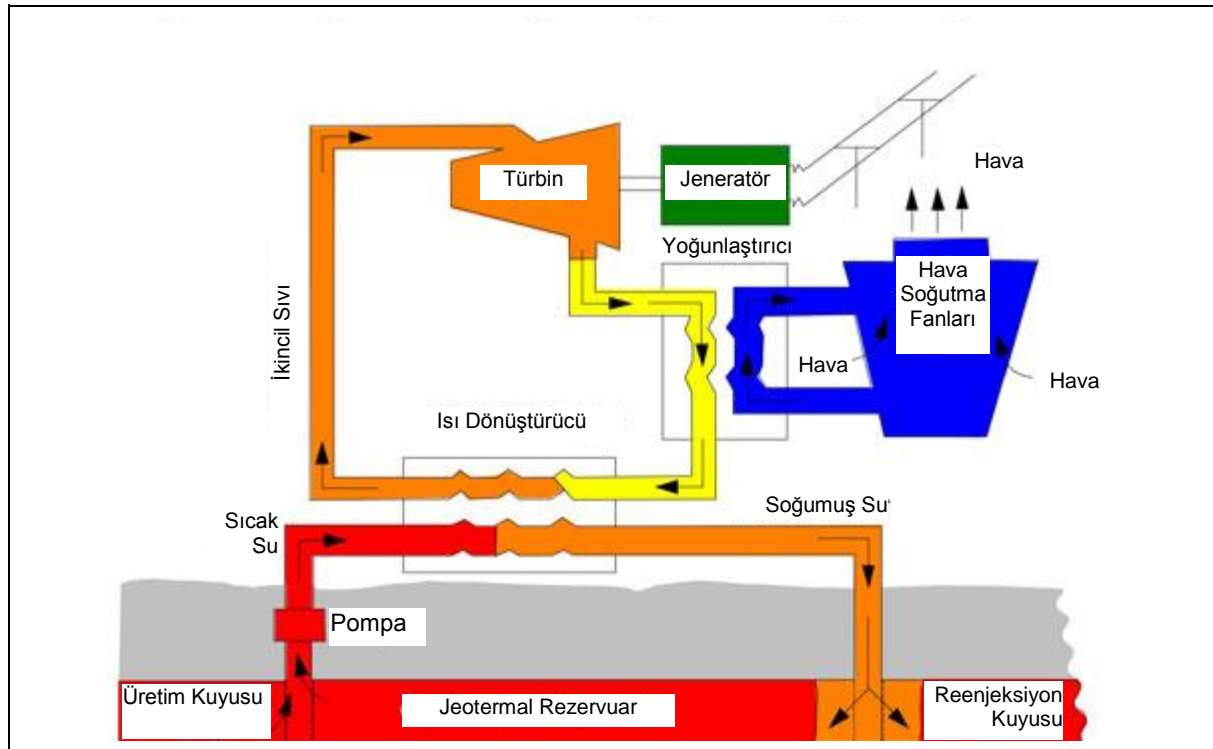 Hava
Türbin
Jeneratör
Yoğunlaştırıcı
Hava
Soğutma
Fanları
İkincil Sıvı
Hava
Hava
Isı Dönüştürücü
Sıcak
Su
Soğumuş Su
Pompa
Üretim Kuyusu
Jeotermal Rezervuar
Reenjeksiyon
Kuyusu